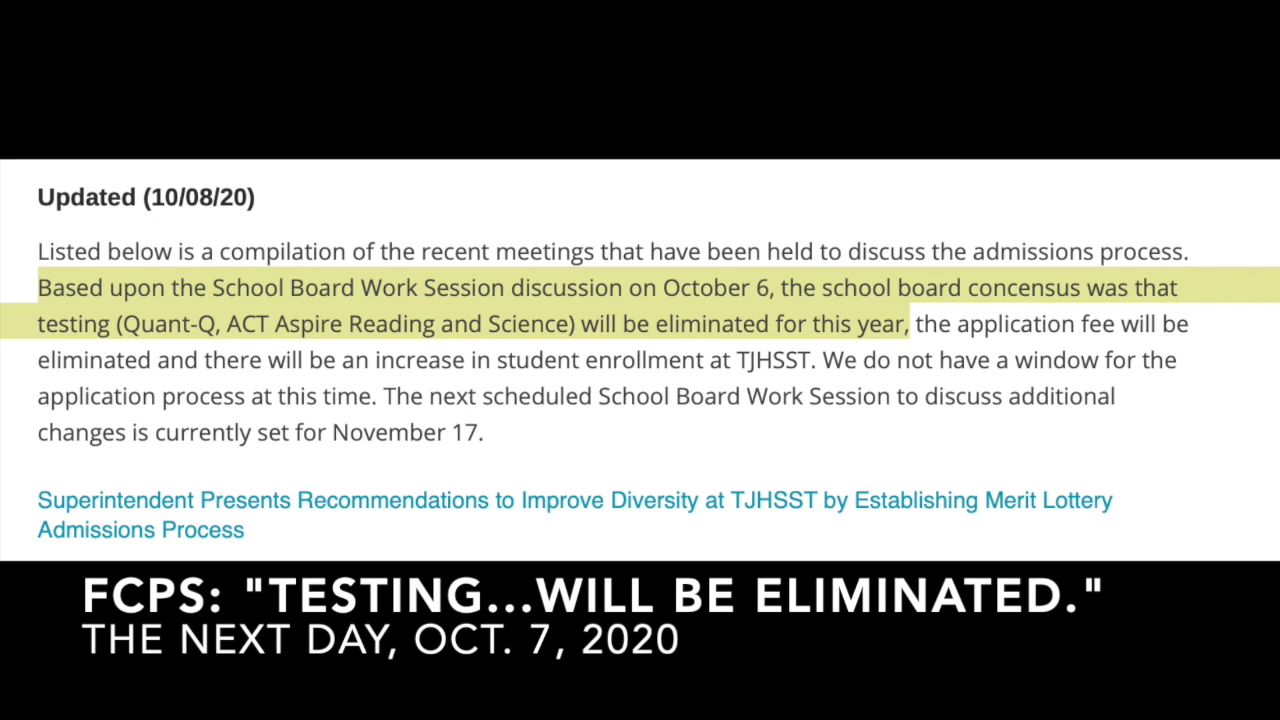 Updated (10/08/20)
Listed below is a compilation of the recent meetings that have been held to discuss the admissions process.
Based upon the School Board Work Session discussion on October 6, the school board concensus was that
testing (Quant-Q, ACT Aspire Reading and Science) will be eliminated for this year, the application fee will be
eliminated and there will be an increase in student enrollment at TJHSST. We do not have a window for the
application process at this time. The next scheduled School Board Work Session to discuss additional
changes is currently set for November 17.
Superintendent Presents Recommendations to Improve Diversity at TJHSST by Establishing Merit Lottery
Admissions Process
FCPS: "TESTING...WILL BE ELIMINATED."
THE NEXT DAY, OCT. 7, 2020